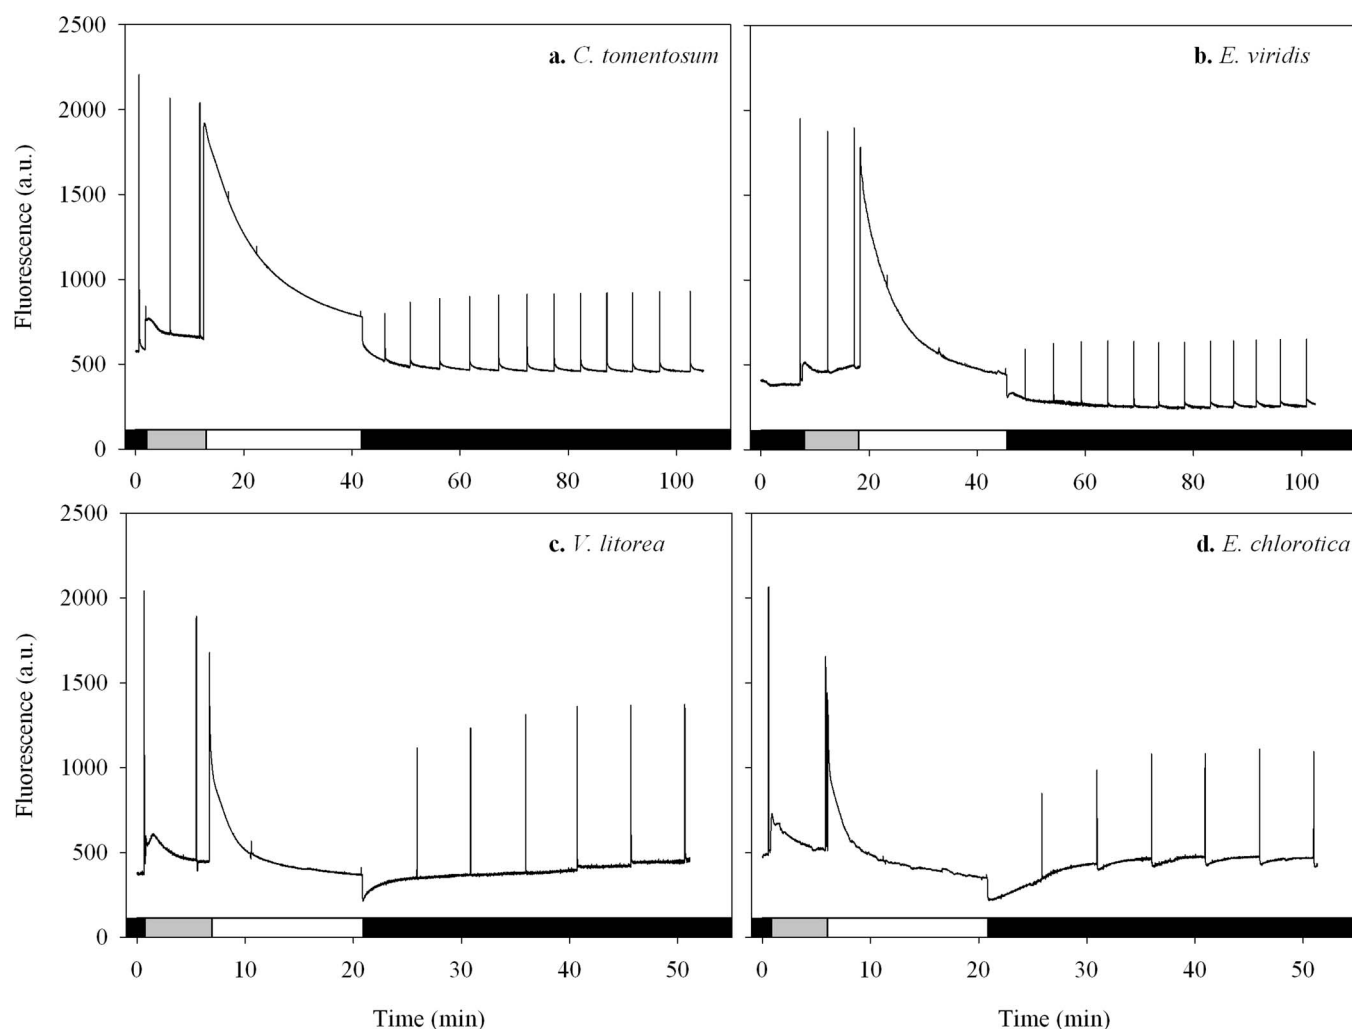 2500
2000
1500
1000
500
0
Fluorescence (a.u.)
a. C. tomentosum
0 20 40 60 80 100
b. E. viridis
0 20 40 60 80 100
2500
2000
1500
1000
500
0
Fluorescence (a.u.)
c. V. litorea
0 10 20 30 40 50
Time (min)
d. E. chlorotica
0 10 20 30 40 50
Time (min)